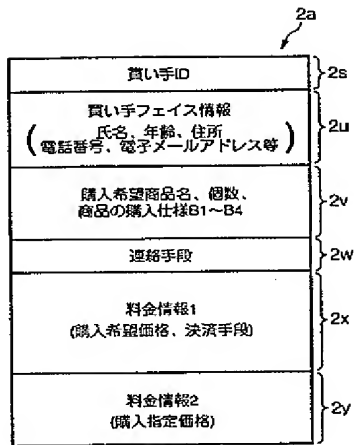 2a
買い手ID
2s
買い手フェイス情報
(氏名、年齢、住所
電話番号、電子メールアドレス等)
2u
購入希望商品名、個数、
商品の購入仕様B1〜B4
2v
連絡手段
2w
料金情報1
(購入希望価格、決済手段)
2x
料金情報2
(購入指定価格)
2y